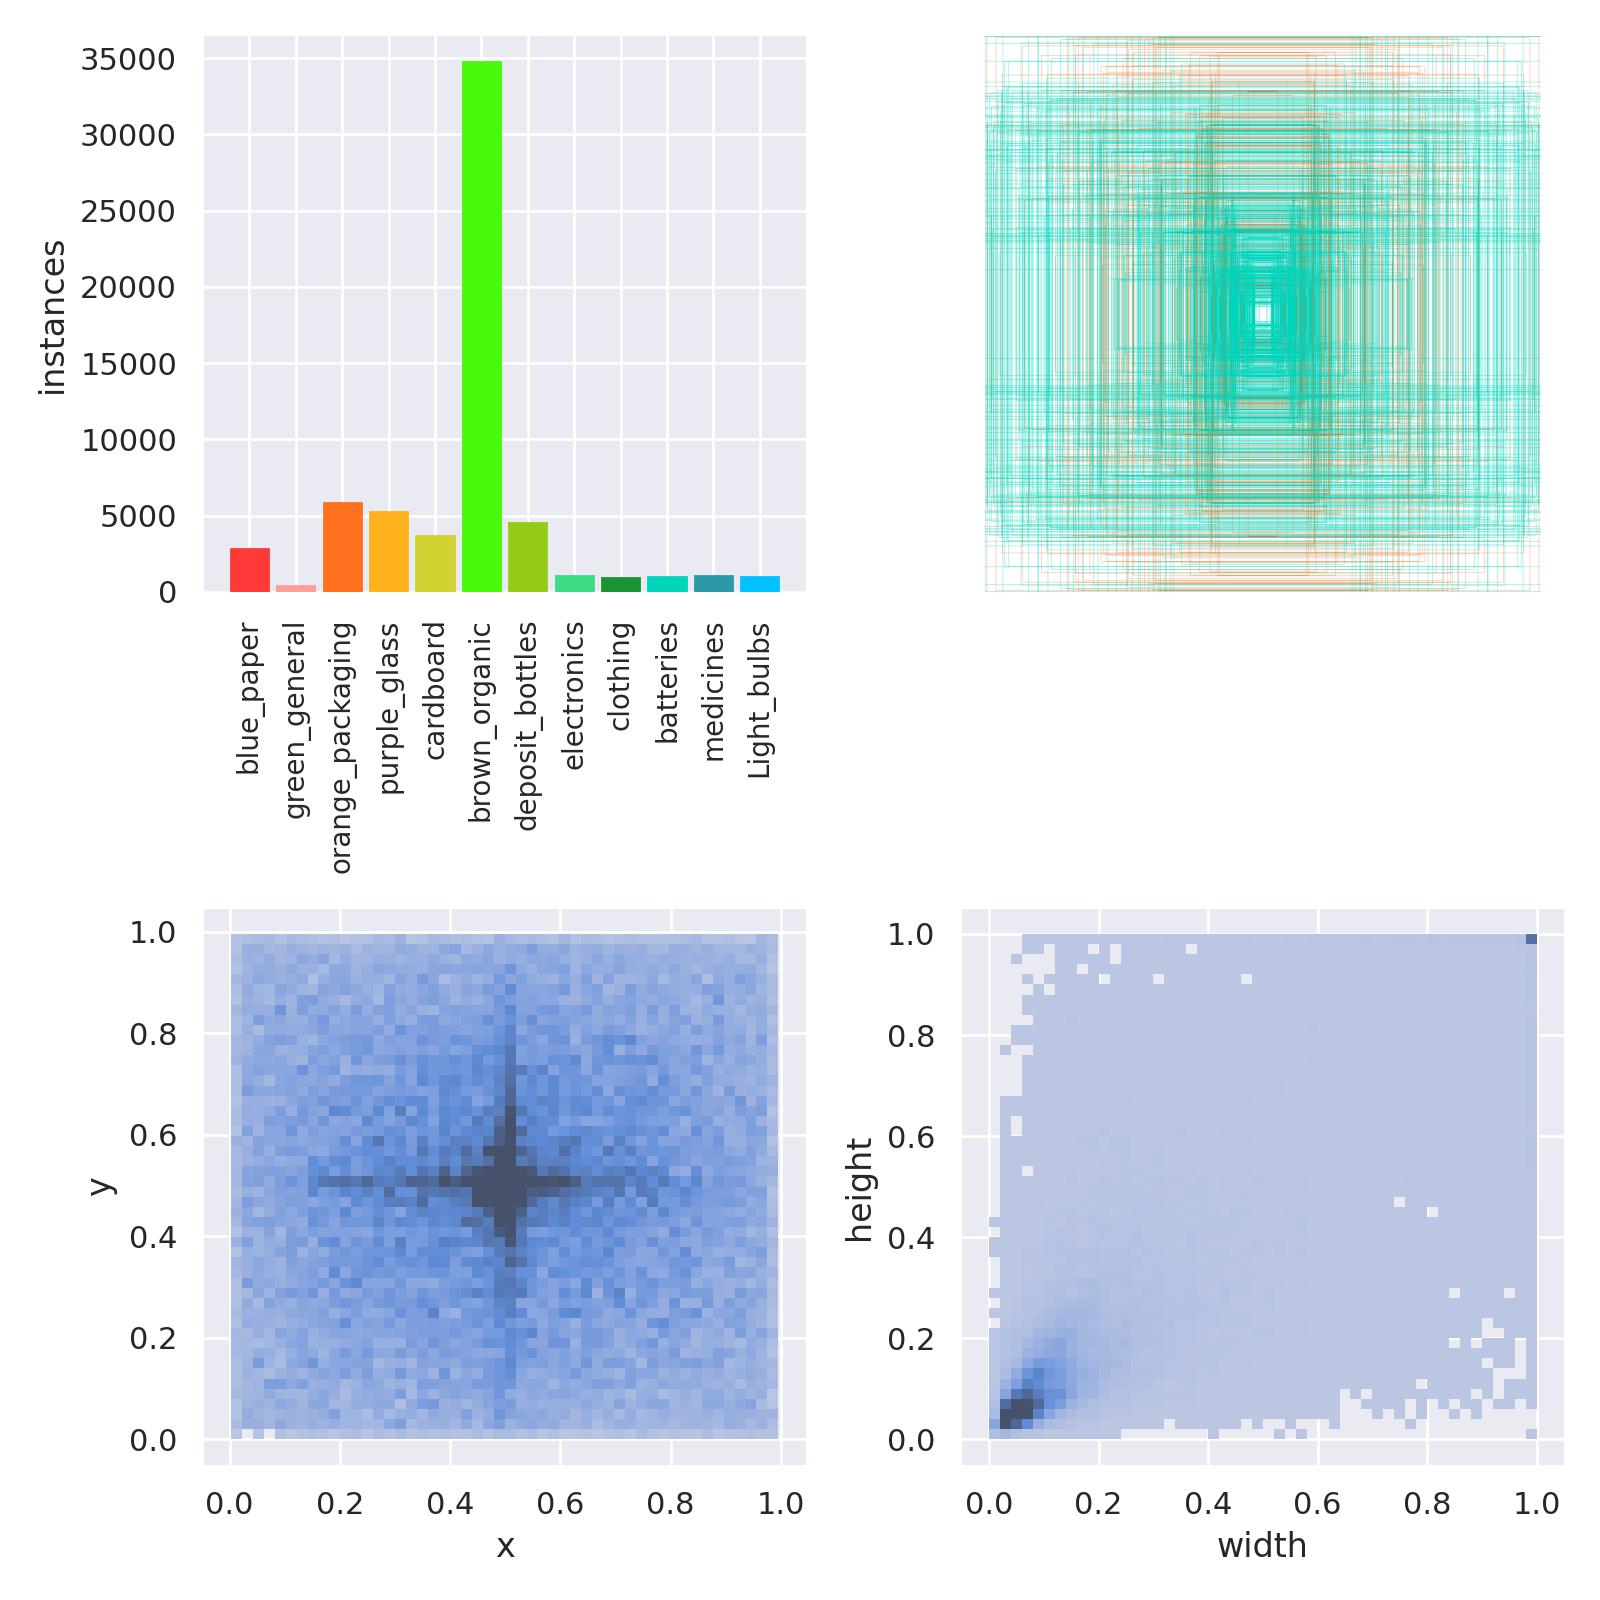 35000
30000
25000
20000
15000
10000
5000
0
instances
blue_paper
green_general
orange_packaging
purple_glass
cardboard
brown_organic
deposit_bottles
electronics
clothing
batteries
medicines
Light_bulbs
1.0
0.8
0.6
0.4
0.2
0.0
y
0.0 0.2 0.4 0.6 0.8 1.0
x
1.0
0.8
0.6
0.4
0.2
0.0
height
0.0 0.2 0.4 0.6 0.8 1.0
width